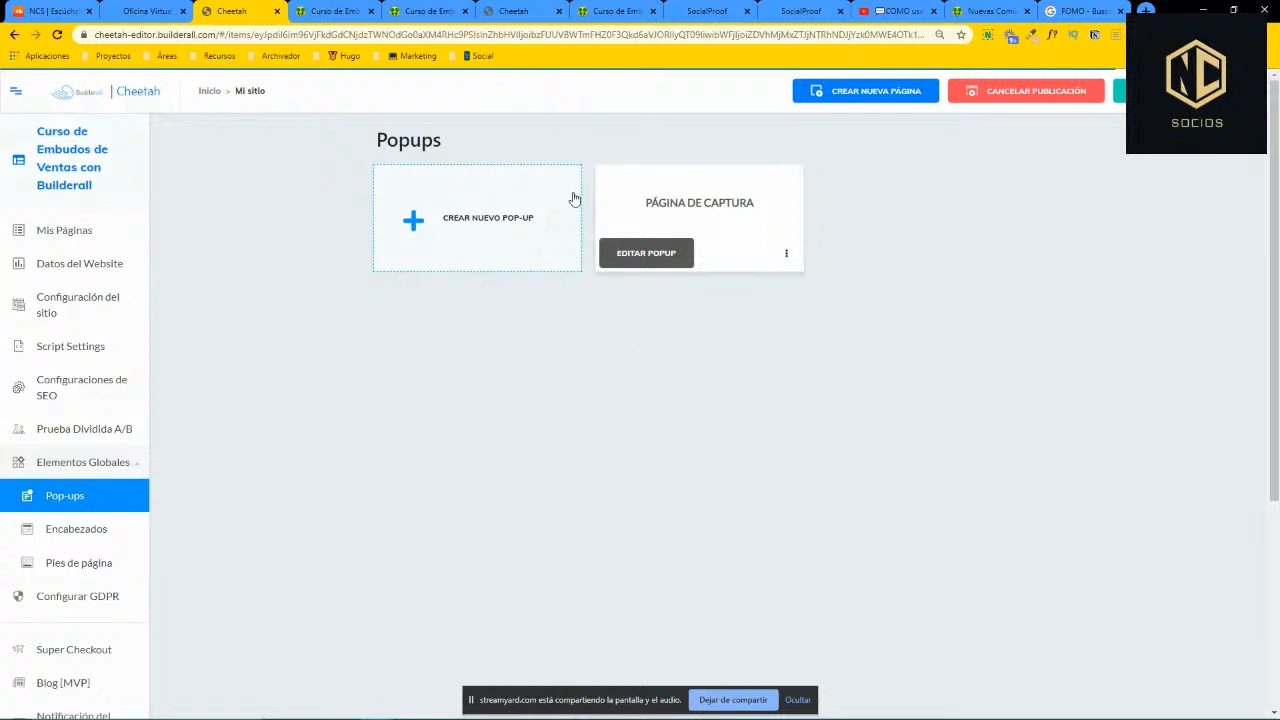 NCS | Escúchal
Oficina Virtual
Cheetah
Curso de Emb
Curso de Emb
Cheetah
Curso de Emb
SocialProof
SocialProof
COMO usa
Nuevas Com
FOMO - Busc
Aplicaciones
Proyectos
Áreas
Recursos
Archivador
Hugo
Marketing
Social
Builderall
Cheetah
Inicio > Mi sitio
CREAR NUEVA PÁGINA
CANCELAR PUBLICACIÓN
NC
SOCIOS
Curso de
Embudos de
Ventas con
Builderall
Mis Páginas
Datos del Website
Configuración del
sitio
Script Settings
Configuraciones de
SEO
Prueba Dividida A/B
Elementos Globales
Pop-ups
Encabezados
Pies de página
Configurar GDPR
Super Checkout
Blog [MVP]
Notificación del
Popups
CREAR NUEVO POP-UP
PÁGINA DE CAPTURA
EDITAR POPUP
streamyard.com está compartiendo la pantalla y el audio.
Dejar de compartir
Ocultar